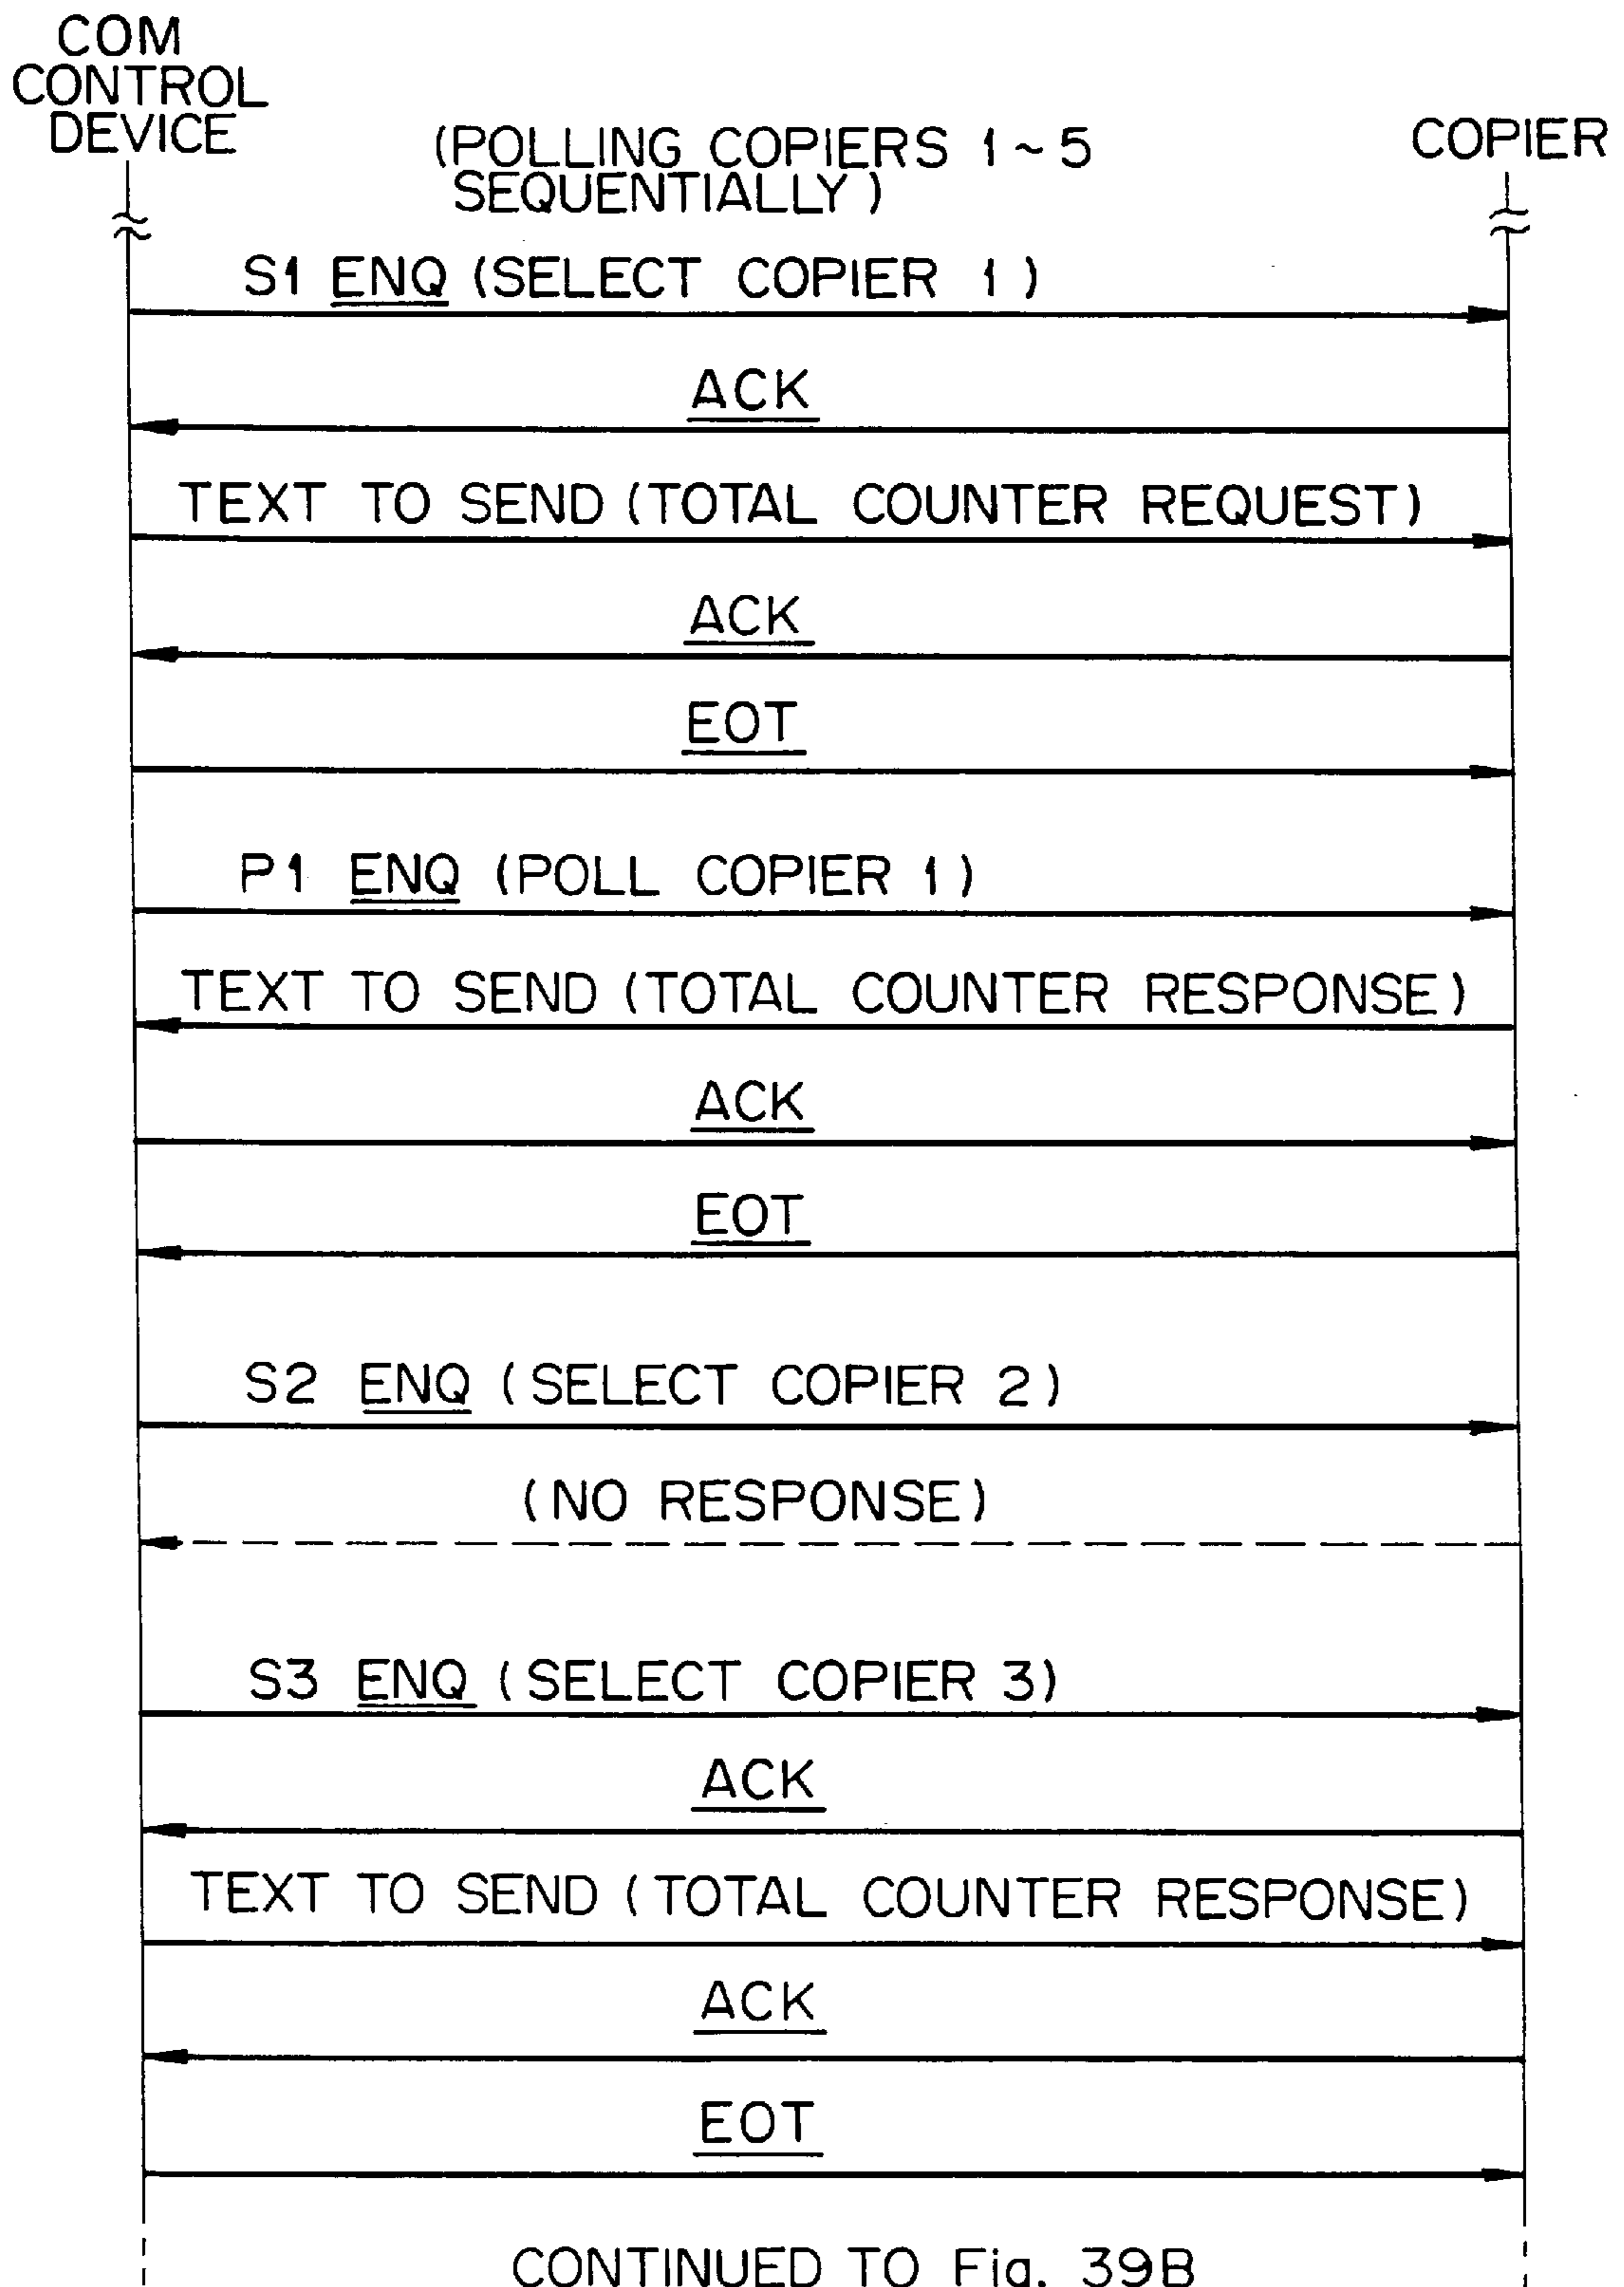 COM
CONTROL
DEVICE
(POLLING COPIERS 1~5
SEQUENTIALLY)
COPIER
S1 ENQ (SELECT COPIER 1)
ACK
TEXT TO SEND (TOTAL COUNTER REQUEST)
ACK
EOT
P1 ENQ (POLL COPIER 1)
TEXT TO SEND (TOTAL COUNTER RESPONSE)
ACK
EOT
S2 ENQ (SELECT COPIER 2)
(NO RESPONSE)
S3 ENQ (SELECT COPIER 3)
ACK
TEXT TO SEND (TOTAL COUNTER RESPONSE)
ACK
EOT
CONTINUED TO Fig. 39B